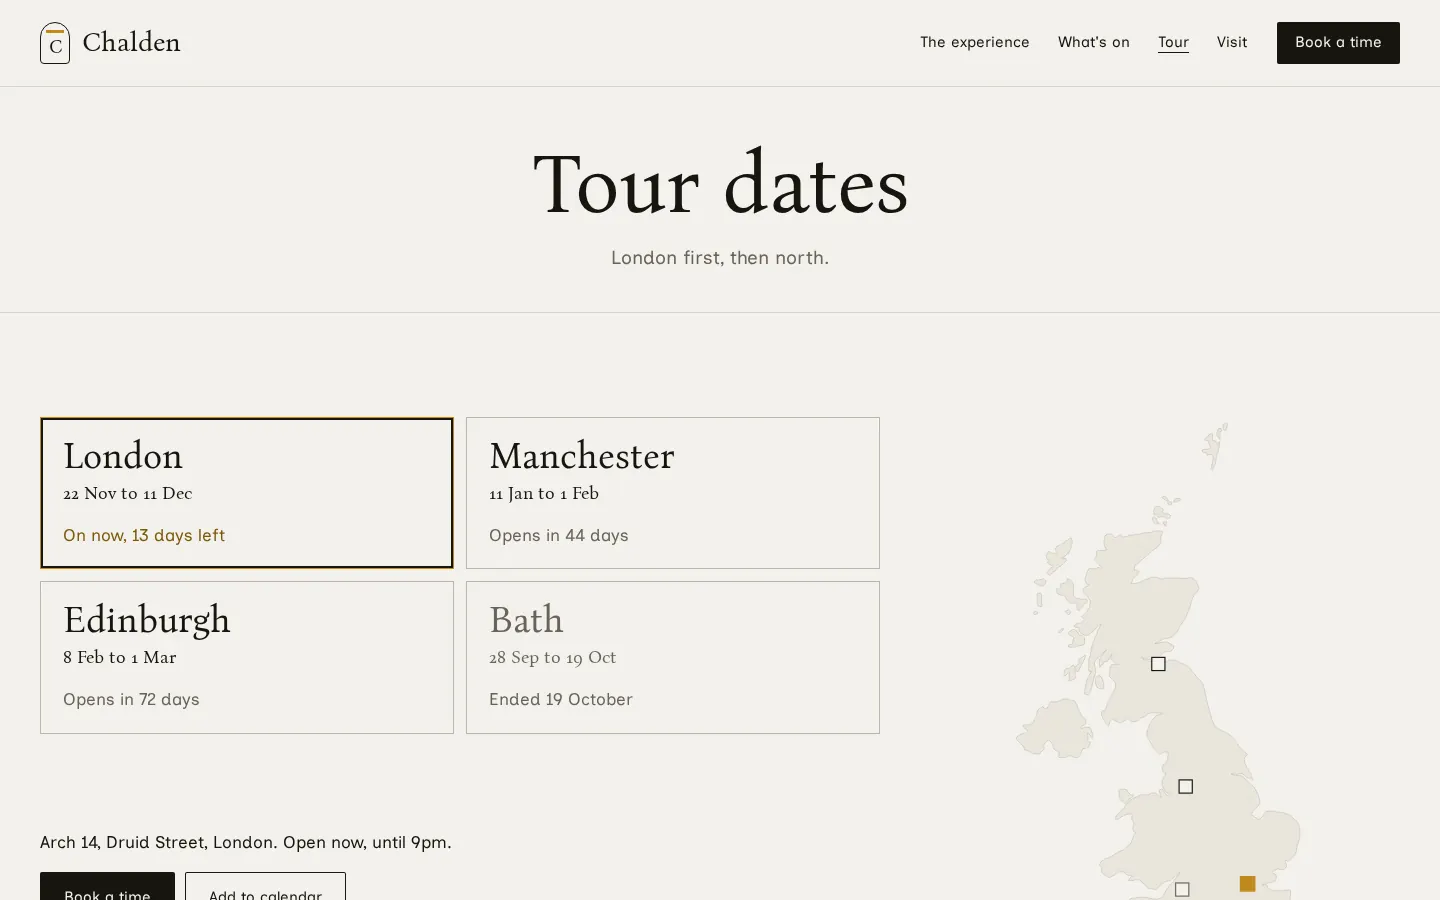 C Chalden
The experience What's on Tour Visit Book a time
Tour dates
London first, then north.
London
22 Nov to 11 Dec
On now, 13 days left
Manchester
11 Jan to 1 Feb
Opens in 44 days
Edinburgh
8 Feb to 1 Mar
Opens in 72 days
Bath
28 Sep to 19 Oct
Ended 19 October
Arch 14, Druid Street, London. Open now, until 9pm.
Book a time Add to calendar